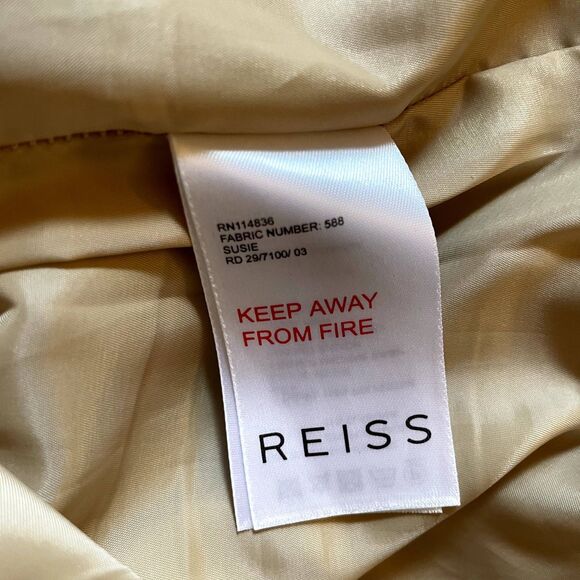 RN114836
FABRIC NUMBER: 588
SUSIE
RD 29/7100/ 03
KEEP AWAY
FROM FIRE
REISS